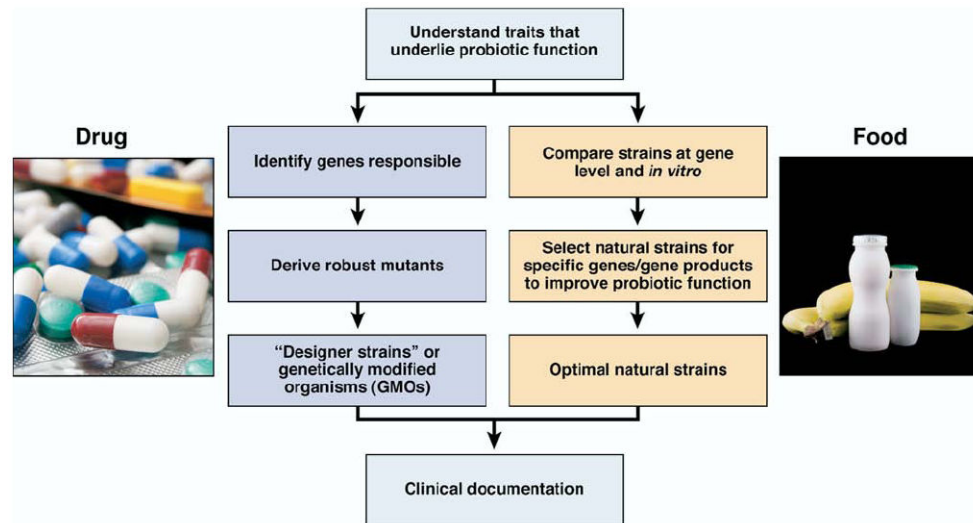 Understand traits that
underlie probiotic function
Drug
Identify genes responsible
Derive robust mutants
“Designer strains” or
genetically modified
organisms (GMOs)
Compare strains at gene
level and in vitro
Select natural strains for
specific genes/gene products
to improve probiotic function
Optimal natural strains
Food
Clinical documentation